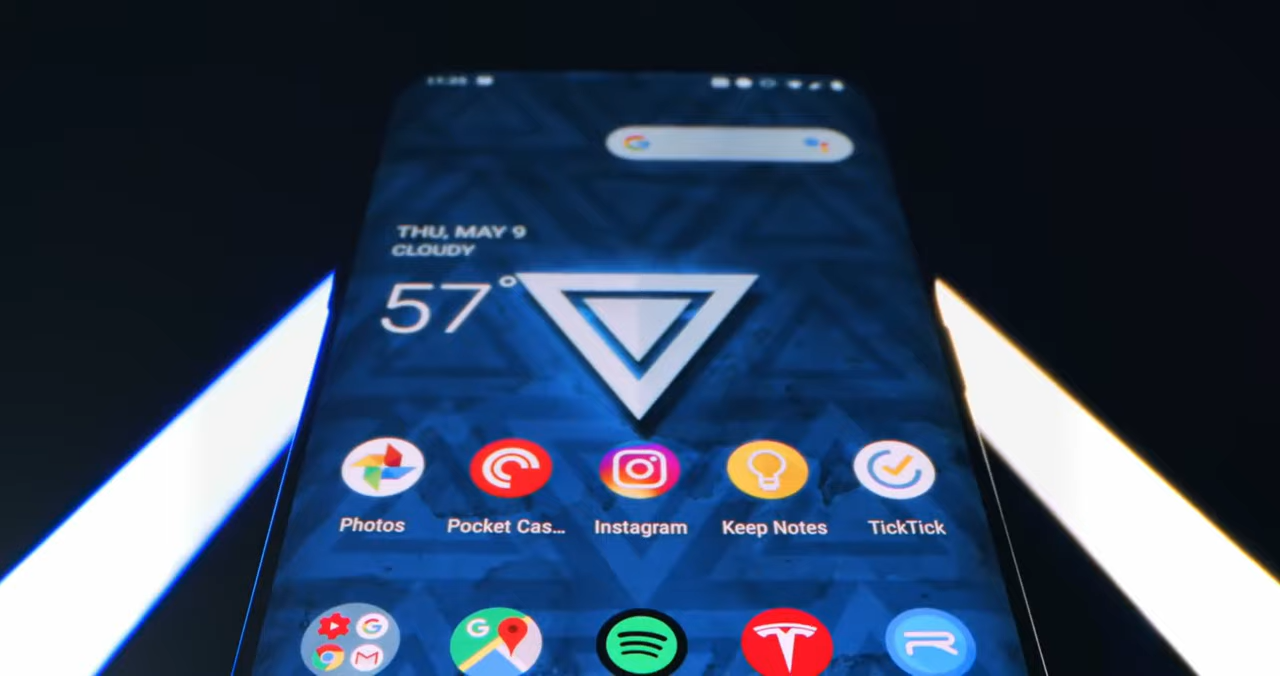 THU, MAY 9
CLOUDY
57°
Photos
Pocket Cas...
Instagram
Keep Notes
TickTick